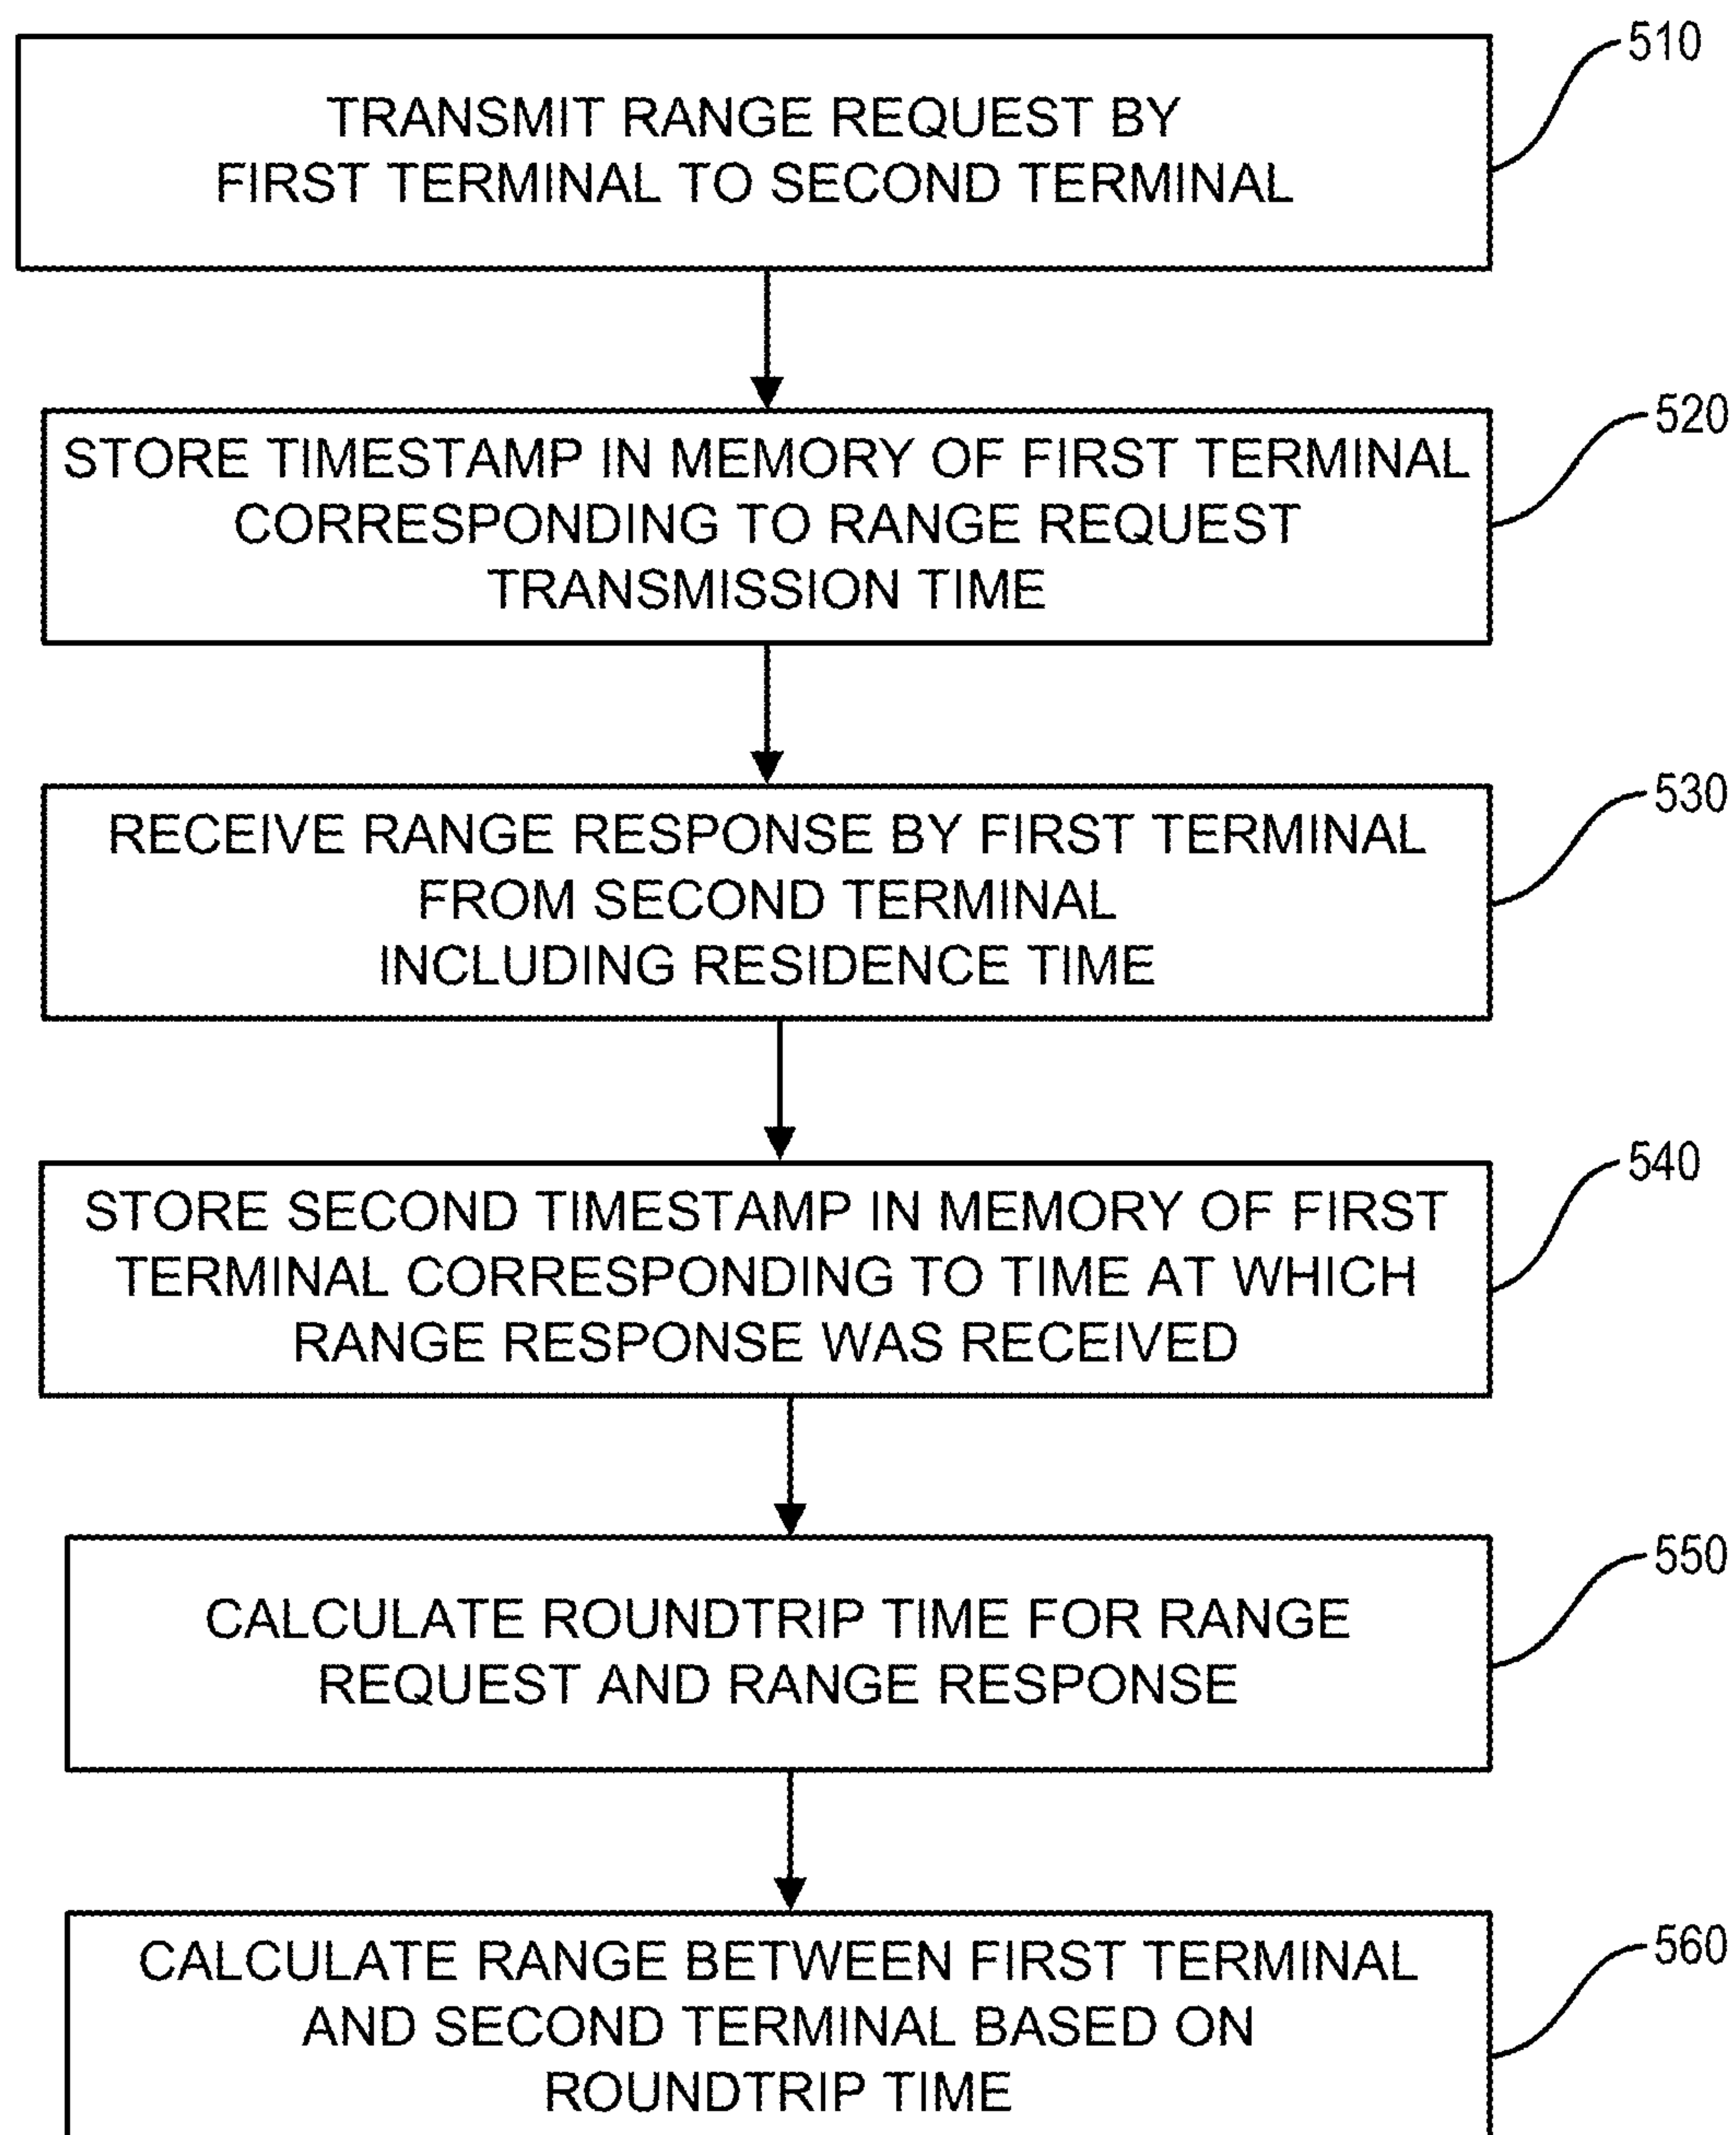 510
TRANSMIT RANGE REQUEST BY
FIRST TERMINAL TO SECOND TERMINAL
520
STORE TIMESTAMP IN MEMORY OF FIRST TERMINAL
CORRESPONDING TO RANGE REQUEST
TRANSMISSION TIME
530
RECEIVE RANGE RESPONSE BY FIRST TERMINAL
FROM SECOND TERMINAL
INCLUDING RESIDENCE TIME
540
STORE SECOND TIMESTAMP IN MEMORY OF FIRST
TERMINAL CORRESPONDING TO TIME AT WHICH
RANGE RESPONSE WAS RECEIVED
550
CALCULATE ROUNDTRIP TIME FOR RANGE
REQUEST AND RANGE RESPONSE
560
CALCULATE RANGE BETWEEN FIRST TERMINAL
AND SECOND TERMINAL BASED ON
ROUNDTRIP TIME